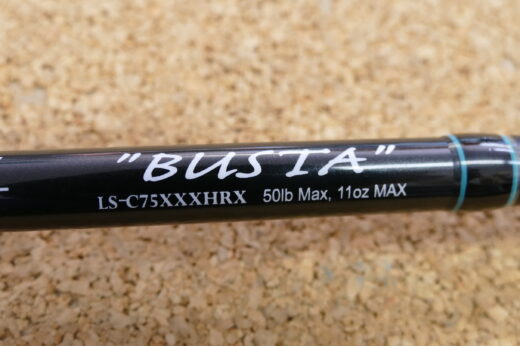 "BUSTA"
LS-C75XXXHRX 50lb Max, 11oz MAX